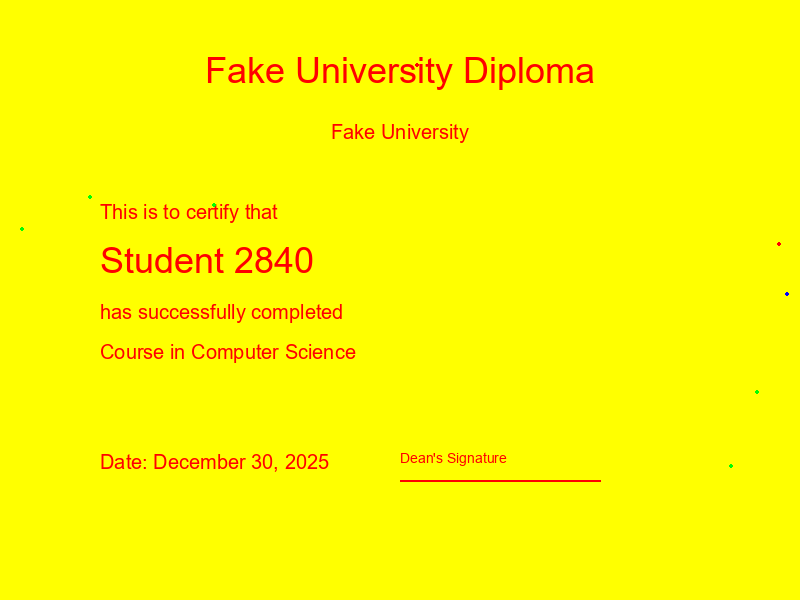 Fake University Diploma
Fake University
This is to certify that
Student 2840
has successfully completed
Course in Computer Science
Date: December 30, 2025
Dean's Signature